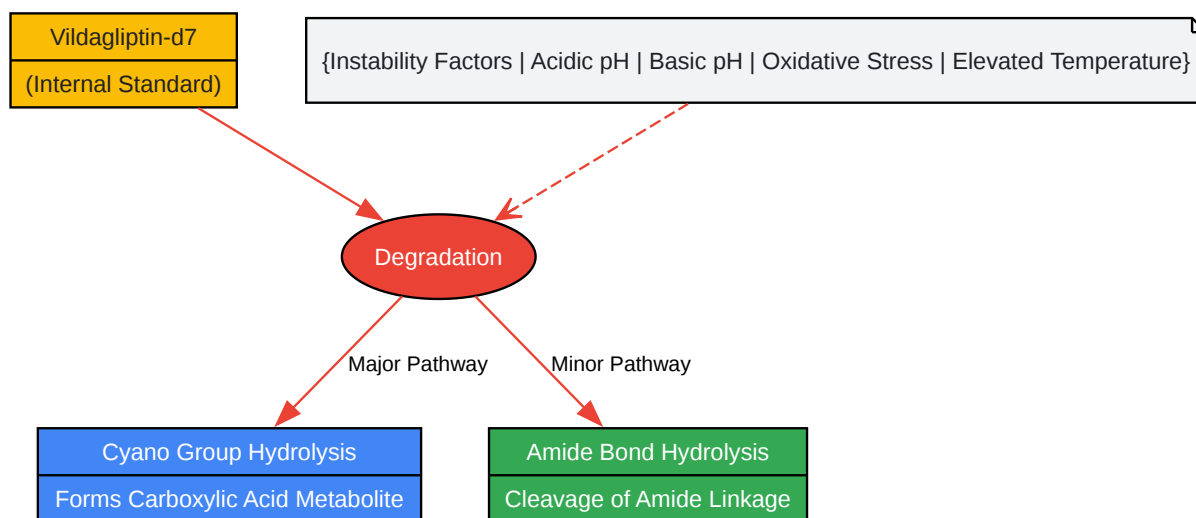 Vildagliptin-d7
(Internal Standard)
{Instability Factors | Acidic pH | Basic pH | Oxidative Stress | Elevated Temperature}
Degradation
Major Pathway
Minor Pathway
Cyano Group Hydrolysis
Forms Carboxylic Acid Metabolite
Amide Bond Hydrolysis
Cleavage of Amide Linkage